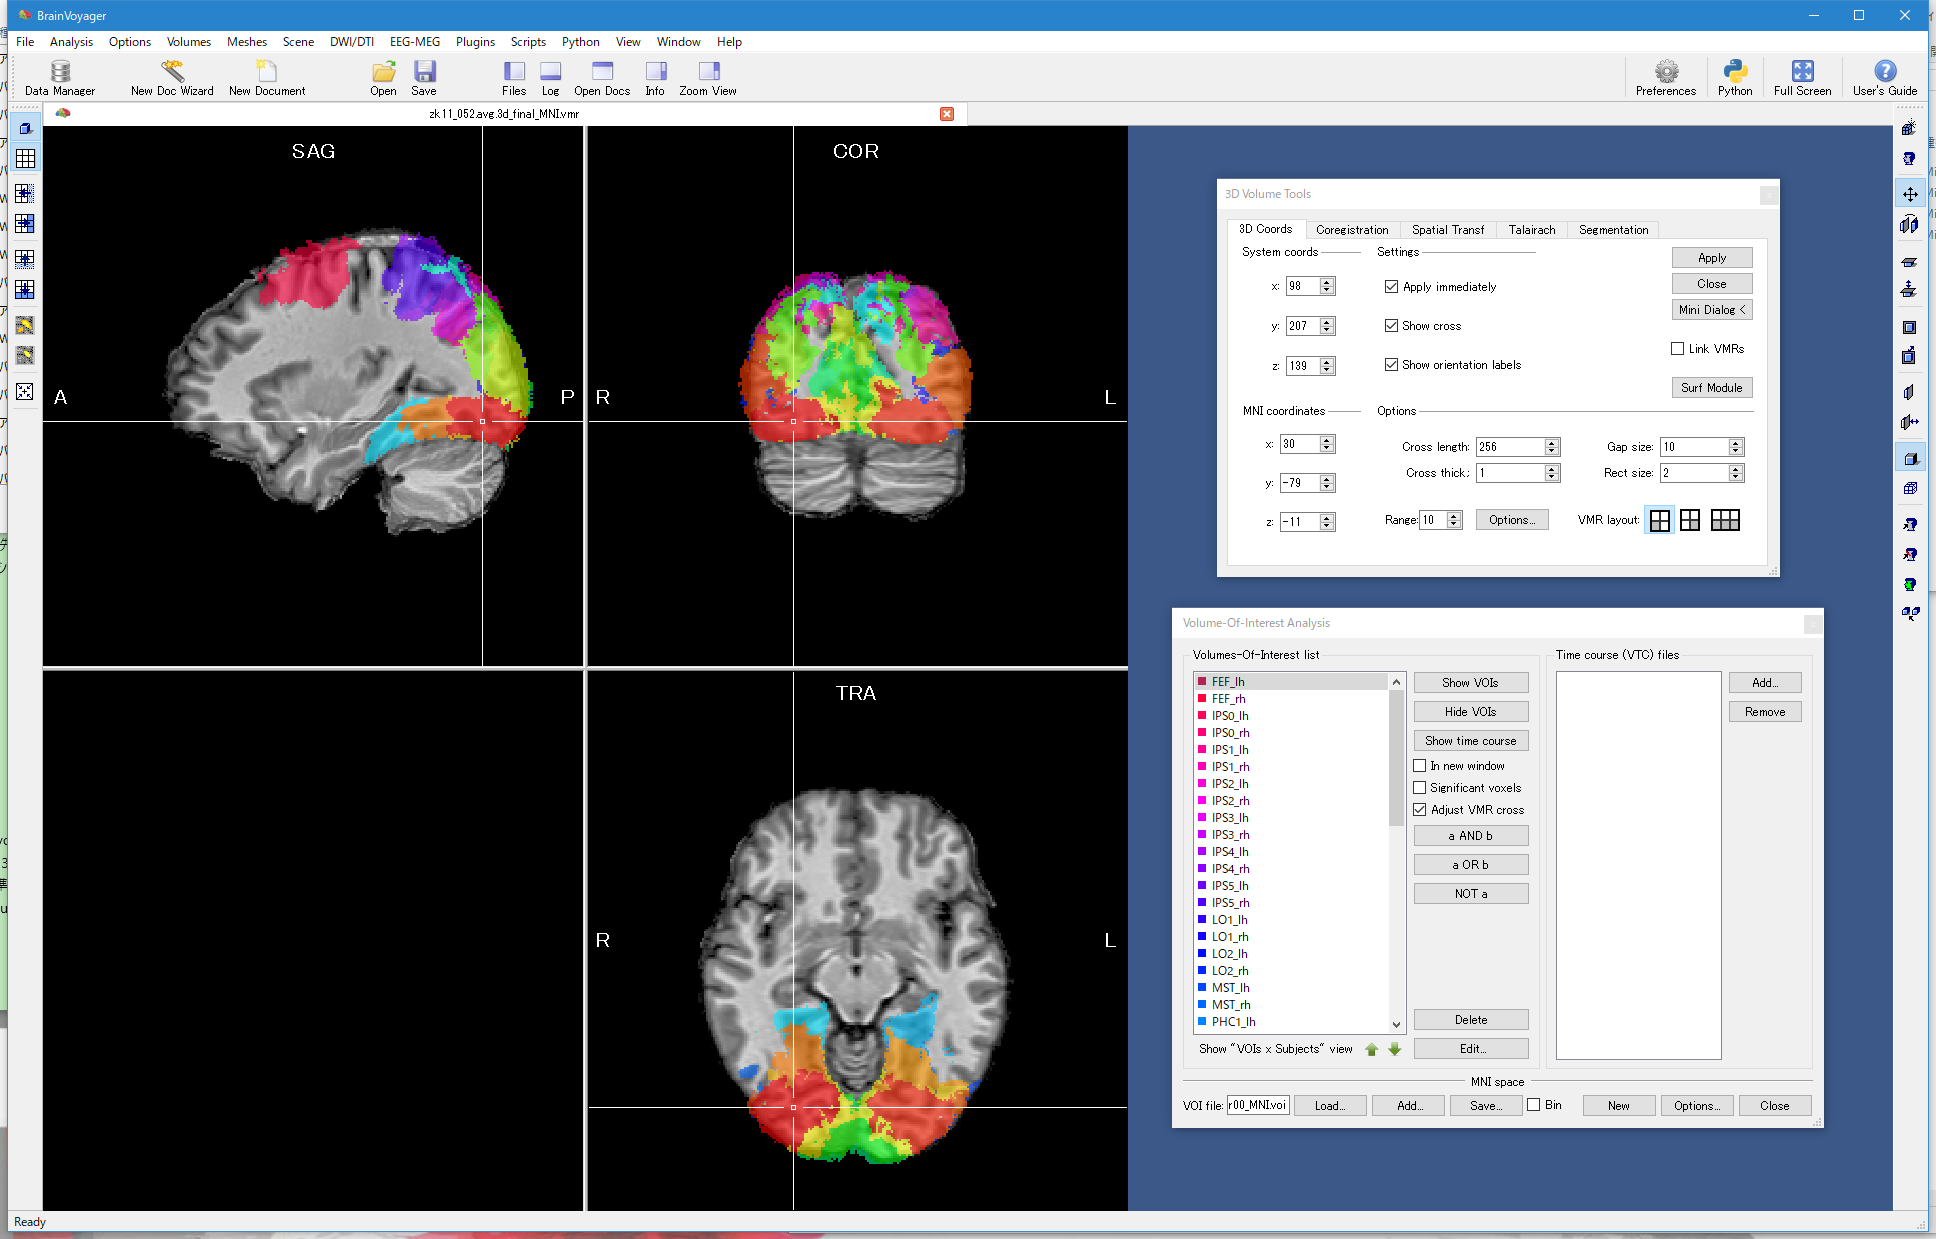 BrainVoyager
File Analysis Options Volumes Meshes Scene DWI/DTI EEG-MEG Plugins Scripts Python View Window Help
Data Manager New Doc Wizard New Document Open Save Files Log Open Docs Info Zoom View Preferences Python Full Screen User's Guide
zk11_052.avg.3d_final_MNI.vmr
SAG
A
P
COR
R
L
TRA
R
L
3D Volume Tools
3D Coords Coregistration Spatial Transf Talairach Segmentation
System coords
x: 98
y: 207
z: 139
Settings
Apply immediately
Show cross
Show orientation labels
Apply
Close
Mini Dialog <
Link VMRs
Surf Module
MNI coordinates
x: 30
y: -79
z: -11
Options
Cross length: 256
Gap size: 10
Cross thick.: 1
Rect size: 2
Range: 10
Options...
VMR layout:
Volume-Of-Interest Analysis
Volumes-Of-Interest list
FEF_lh
FEF_rh
IPS0_lh
IPS0_rh
IPS1_lh
IPS1_rh
IPS2_lh
IPS2_rh
IPS3_lh
IPS3_rh
IPS4_lh
IPS4_rh
IPS5_lh
IPS5_rh
LO1_lh
LO1_rh
LO2_lh
LO2_rh
MST_lh
MST_rh
PHC1_lh
Show VOIs
Hide VOIs
Show time course
In new window
Significant voxels
Adjust VMR cross
a AND b
a OR b
NOT a
Delete
Edit...
Show "VOIs x Subjects" view
Time course (VTC) files
Add...
Remove
MNI space
VOI file: r00_MNI.voi Load... Add... Save... Bin New Options... Close
Ready